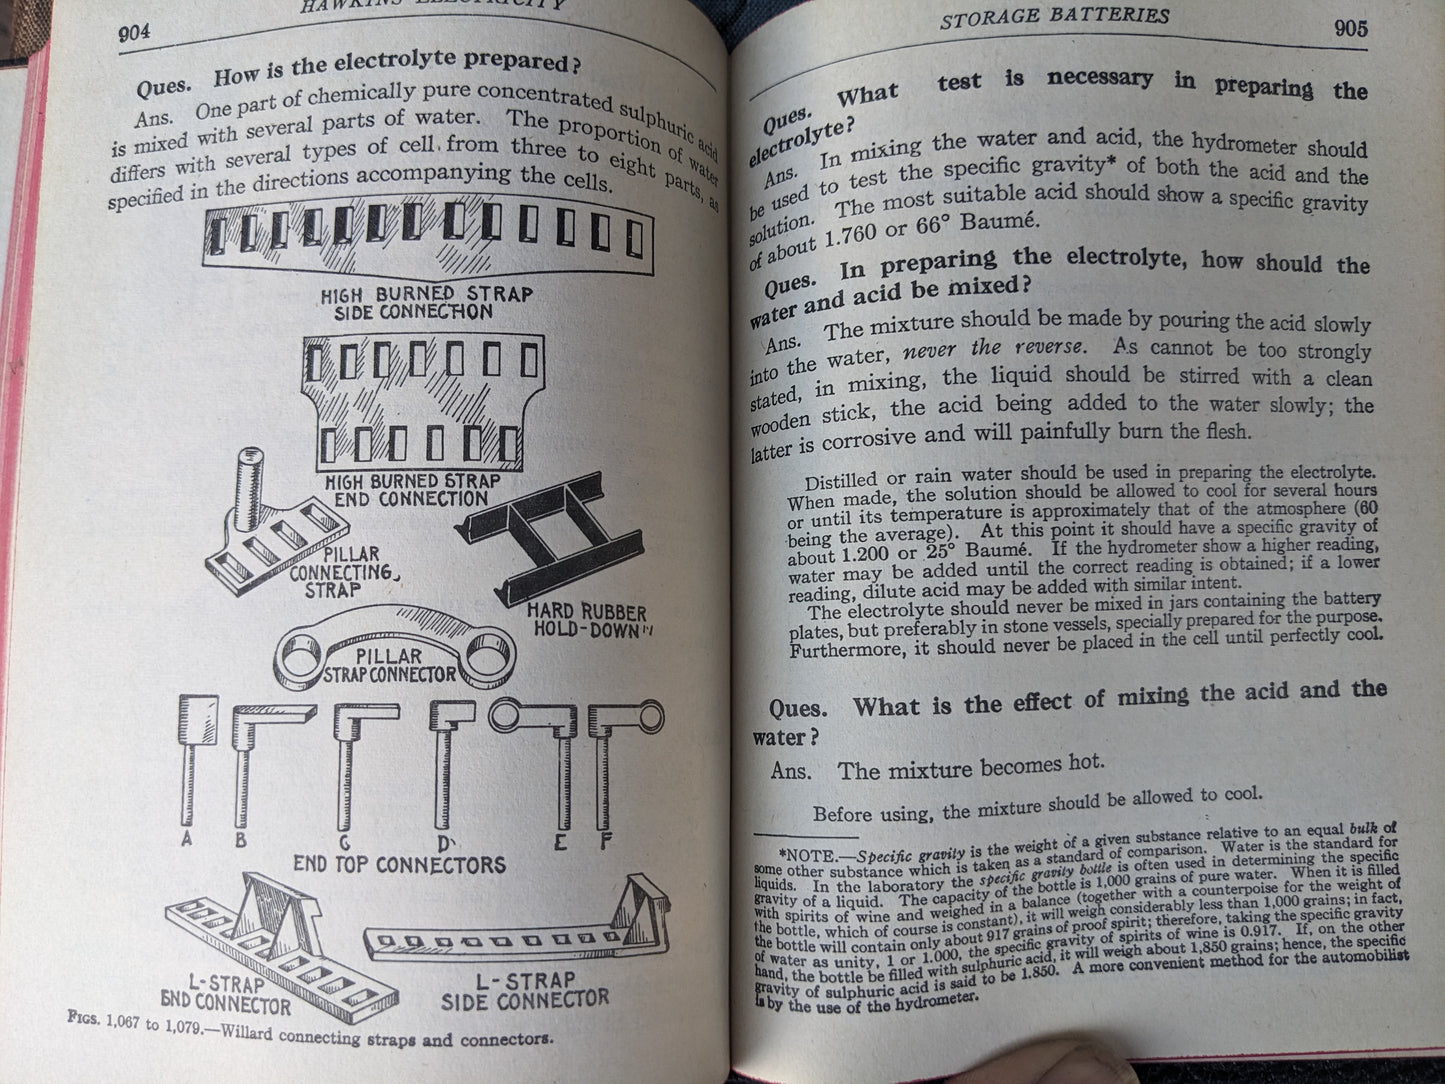 904
HAWKINS ELECTRICITY
Ques. How is the electrolyte prepared?
Ans. One part of chemically pure concentrated sulphuric acid
is mixed with several parts of water. The proportion of water
differs with several types of cell from three to eight parts, as
specified in the directions accompanying the cells.
HIGH BURNED STRAP
SIDE CONNECTION
HIGH BURNED STRAP
END CONNECTION
PILLAR
CONNECTING
STRAP
HARD RUBBER
HOLD-DOWN
PILLAR
STRAP CONNECTOR
A B C D E F
END TOP CONNECTORS
L-STRAP
END CONNECTOR
L-STRAP
SIDE CONNECTOR
FIGS. 1,067 to 1,079.—Willard connecting straps and connectors.
STORAGE BATTERIES
905
Ques. What test is necessary in preparing the
electrolyte?
Ans. In mixing the water and acid, the hydrometer should
be used to test the specific gravity* of both the acid and the
solution. The most suitable acid should show a specific gravity
of about 1.760 or 66° Baumé.
Ques. In preparing the electrolyte, how should the
water and acid be mixed?
Ans. The mixture should be made by pouring the acid slowly
into the water, never the reverse. As cannot be too strongly
stated, in mixing, the liquid should be stirred with a clean
wooden stick, the acid being added to the water slowly; the
latter is corrosive and will painfully burn the flesh.
Distilled or rain water should be used in preparing the electrolyte.
When made, the solution should be allowed to cool for several hours
or until its temperature is approximately that of the atmosphere (60
being the average). At this point it should have a specific gravity of
about 1.200 or 25° Baumé. If the hydrometer show a higher reading,
water may be added until the correct reading is obtained; if a lower
reading, dilute acid may be added with similar intent.
The electrolyte should never be mixed in jars containing the battery
plates, but preferably in stone vessels, specially prepared for the purpose.
Furthermore, it should never be placed in the cell until perfectly cool.
Ques. What is the effect of mixing the acid and the
water?
Ans. The mixture becomes hot.
Before using, the mixture should be allowed to cool.
*NOTE.—Specific gravity is the weight of a given substance relative to an equal bulk of
some other substance which is taken as a standard of comparison. Water is the standard for
liquids. In the laboratory the specific gravity bottle is often used in determining the specific
gravity of a liquid. The capacity of the bottle is 1,000 grains of pure water. When it is filled
with spirits of wine and weighed in a balance (together with a counterpoise for the weight of
the bottle, which of course is constant), it will weigh considerably less than 1,000 grains; in fact,
the bottle will contain only about 917 grains of proof spirit; therefore, taking the specific gravity
of water as unity, 1 or 1.000, the specific gravity of spirits of wine is 0.917. If, on the other
hand, the bottle be filled with sulphuric acid, it will weigh about 1,850 grains; hence, the specific
gravity of sulphuric acid is said to be 1.850. A more convenient method for the automobilist
is by the use of the hydrometer.